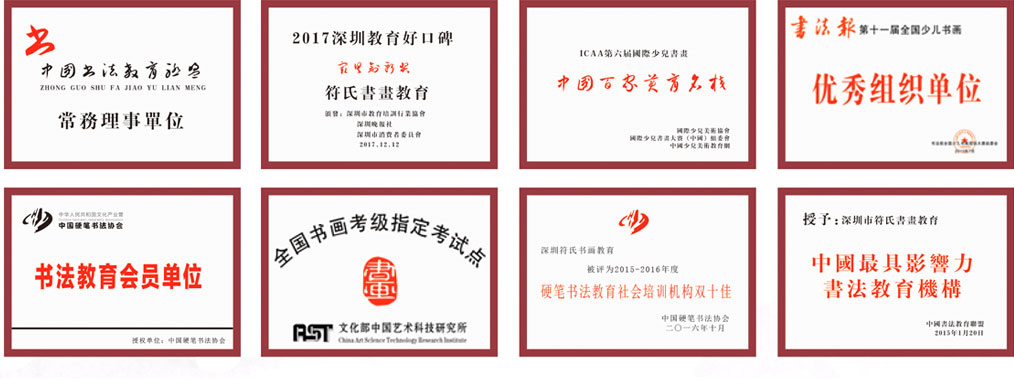 书
中国书法教育联盟
ZHONG GUO SHU FA JIAO YU LIAN MENG
常務理事單位
2017深圳教育好口碑
符氏書畫教育
頒發：深圳市教育培訓行業協會
深圳晚報社
深圳市消費者委員會
2017.12.12
ICAA第六届國際少兒書畫
中国百家美育名校
國際少兒美術協會
國際少兒書畫大賽（中國）組委會
中國少兒美術教育網
書法報 第十一届全国少儿书画
优秀组织单位
中华人民共和国文化产业管
中国硬笔书法协会
书法教育会员单位
授权单位：中国硬笔书法协会
全国书画考级指定考试点
書畫
AST 文化部中国艺术科技研究所
China Art Science Technology Research Institute
深圳符氏书画教育
被评为2015-2016年度
硬笔书法教育社会培训机构双十佳
中国硬笔书法协会
二〇一六年十月
授予：深圳市符氏書畫教育
中國最具影響力
書法教育機構
中國書法教育聯盟
2015年1月20日